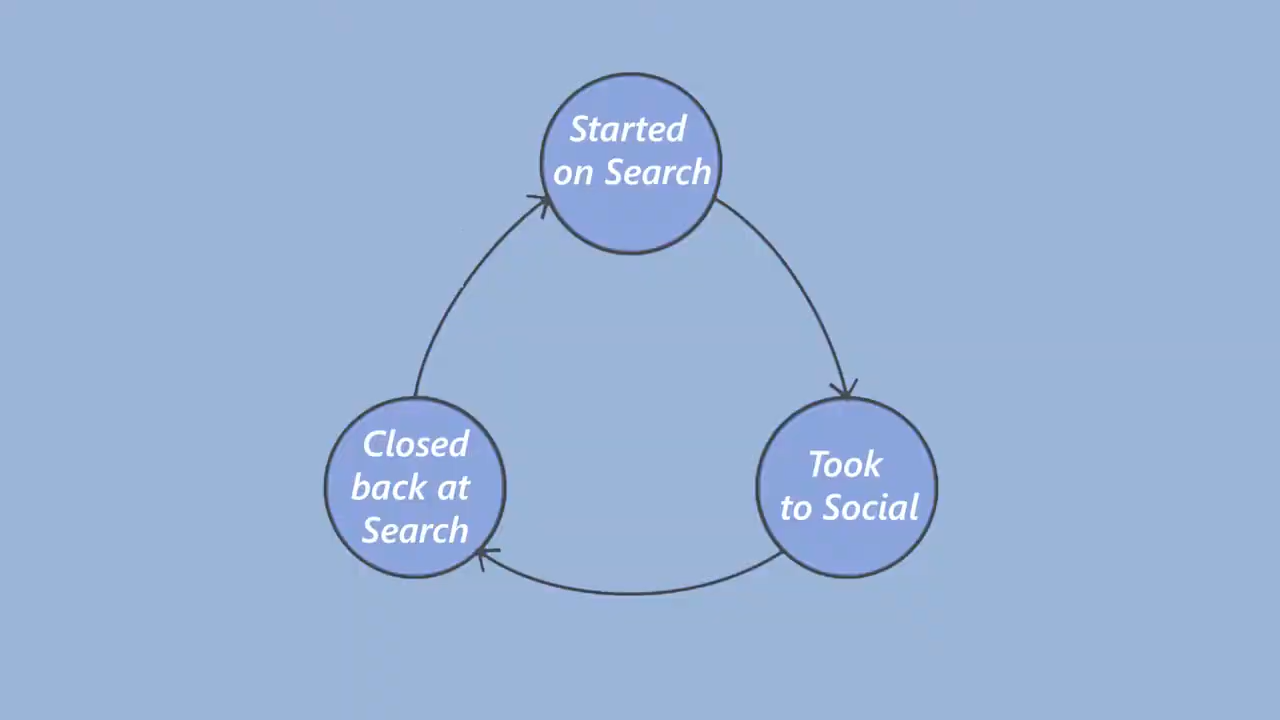 Started
on Search
Took
to Social
Closed
back at
Search